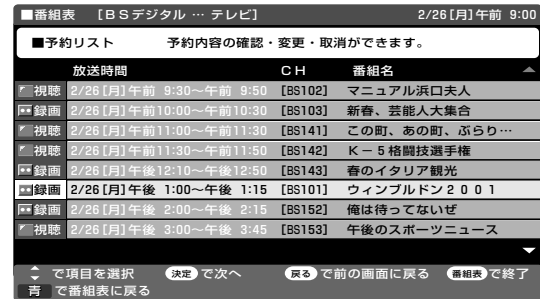 ■番組表 [BSデジタル … テレビ] 2/26[月]午前 9:00
■予約リスト 予約内容の確認・変更・取消ができます。
放送時間 CH 番組名
視聴 2/26[月]午前 9:30〜午前 9:50 [BS102] マニュアル浜口夫人
録画 2/26[月]午前10:00〜午前10:30 [BS103] 新春、芸能人大集合
視聴 2/26[月]午前11:00〜午前11:30 [BS141] この町、あの町、ぶらり…
視聴 2/26[月]午前11:30〜午前11:50 [BS142] K−5格闘技選手権
録画 2/26[月]午後12:10〜午後12:50 [BS143] 春のイタリア観光
録画 2/26[月]午後 1:00〜午後 1:15 [BS101] ウィンブルドン2001
録画 2/26[月]午後 2:00〜午後 2:15 [BS152] 俺は待ってないぜ
視聴 2/26[月]午後 3:00〜午後 3:45 [BS153] 午後のスポーツニュース
で項目を選択 決定 で次へ 戻る で前の画面に戻る 番組表 で終了
青 で番組表に戻る